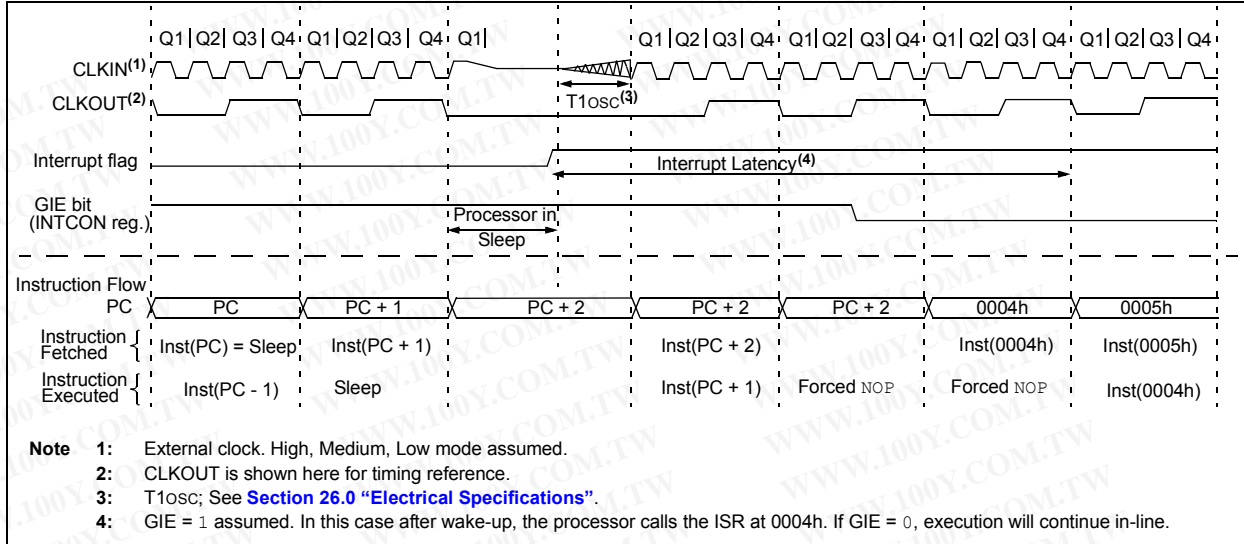 Q1 Q2 Q3 Q4 Q1 Q2 Q3 Q4 Q1 Q1 Q2 Q3 Q4 Q1 Q2 Q3 Q4 Q1 Q2 Q3 Q4 Q1 Q2 Q3 Q4
CLKIN(1)
CLKOUT(2)
T1OSC(3)
Interrupt flag
Interrupt Latency(4)
GIE bit
(INTCON reg.)
Processor in
Sleep
Instruction Flow
PC PC PC + 1 PC + 2 PC + 2 PC + 2 0004h 0005h
Instruction
Fetched
Inst(PC) = Sleep Inst(PC + 1) Inst(PC + 2) Inst(0004h) Inst(0005h)
Instruction
Executed
Inst(PC - 1) Sleep Inst(PC + 1) Forced NOP Forced NOP Inst(0004h)
Note 1: External clock. High, Medium, Low mode assumed.
2: CLKOUT is shown here for timing reference.
3: T1OSC; See Section 26.0 “Electrical Specifications”.
4: GIE = 1 assumed. In this case after wake-up, the processor calls the ISR at 0004h. If GIE = 0, execution will continue in-line.
WWW.100Y.COM.TW